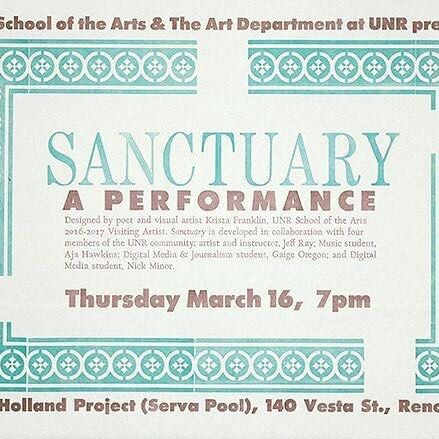 School of the Arts & The Art Department at UNR pre
SANCTUARY
A PERFORMANCE
Designed by poet and visual artist Krista Franklin, UNR School of the Arts
2016-2017 Visiting Artist. Sanctuary is developed in collaboration with four
members of the UNR community: artist and instructor, Jeff Ray; Music student,
Aja Hawkins; Digital Media & Journalism student, Gaige Oregon; and Digital
Media student, Nick Minor.
Thursday March 16, 7pm
Holland Project (Serva Pool), 140 Vesta St., Reno